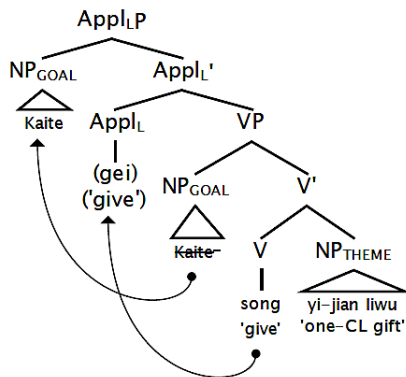 ApplLP
NPGOAL ApplL'
Kaite ApplL VP
(gei)
('give') NPGOAL V'
Kaite V NPTHEME
song yi-jian liwu
'give' 'one-CL gift'